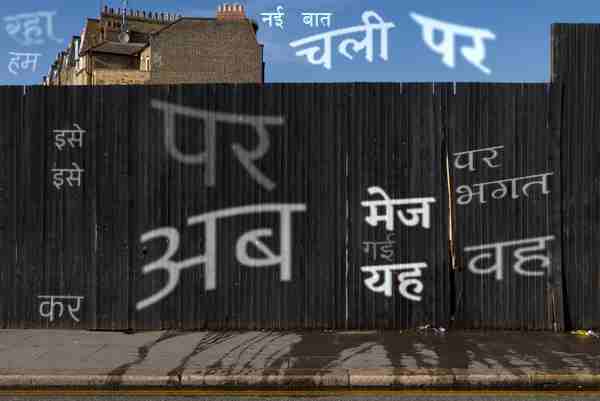 रहा
हम
नई बात
चली पर
इसे
इसे
पर
अब
मेज
गई
यह
पर
भगत
वह
कर